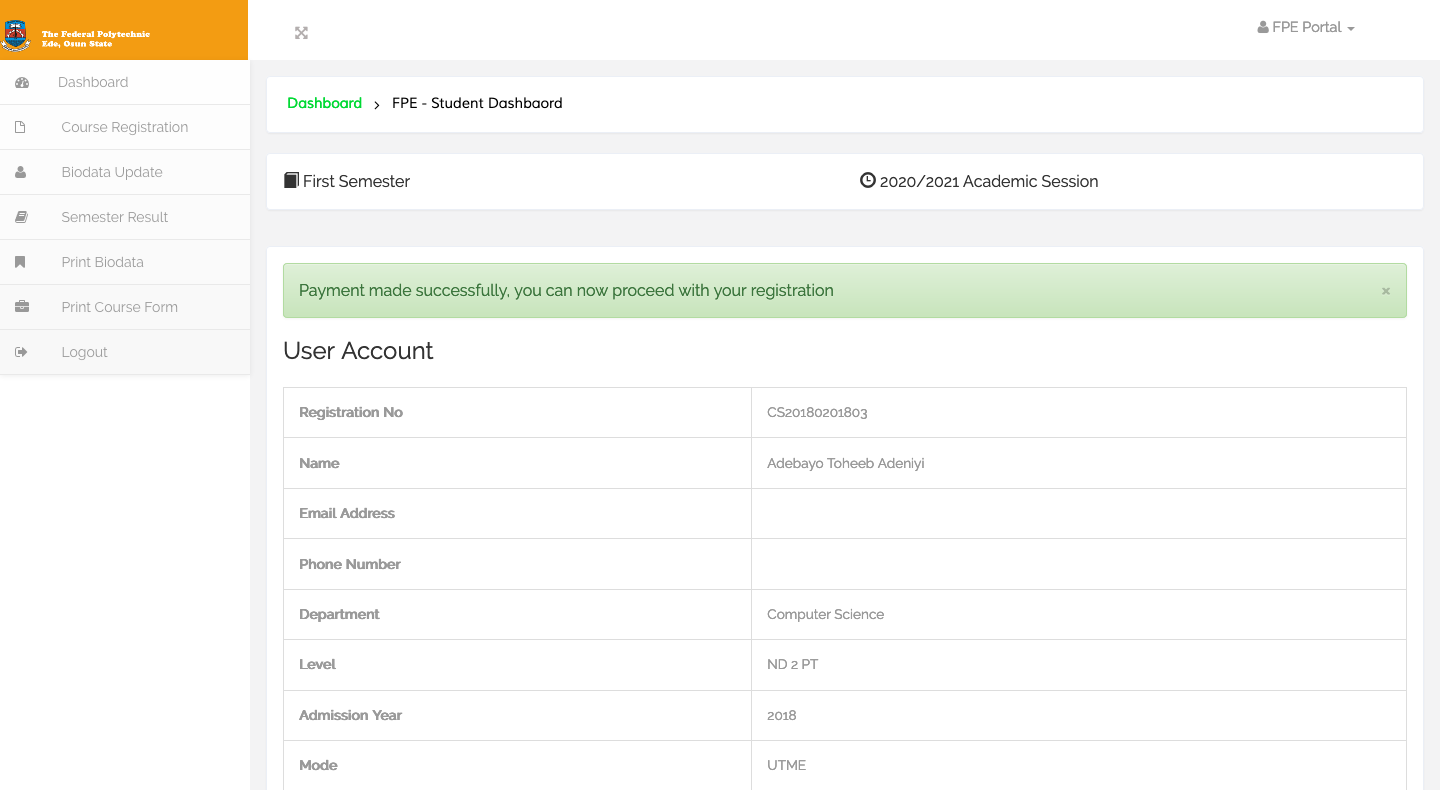 The Federal Polytechnic
Ede, Osun State
FPE Portal
Dashboard
Course Registration
Biodata Update
Semester Result
Print Biodata
Print Course Form
Logout
Dashboard > FPE - Student Dashbaord
First Semester
2020/2021 Academic Session
Payment made successfully, you can now proceed with your registration ×
User Account
Registration No CS20180201803
Name Adebayo Toheeb Adeniyi
Email Address
Phone Number
Department Computer Science
Level ND 2 PT
Admission Year 2018
Mode UTME